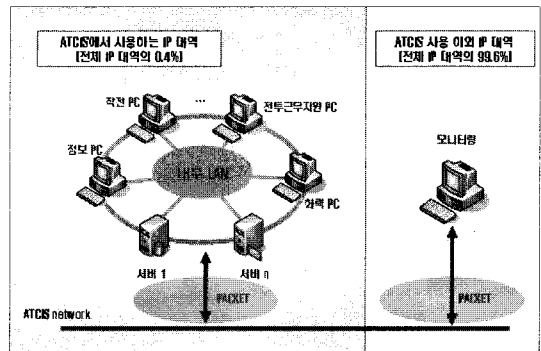 ATCIS에서 사용하는 IP 대역
[전체 IP 대역의 0.4%]
ATCIS 사용 이외 IP 대역
[전체 IP 대역의 99.6%]
작전 PC
...
전투근무지원 PC
정보 PC
내부 LAN
화력 PC
서버 1
서버 n
모니터링
PACKET
PACKET
ATCIS network